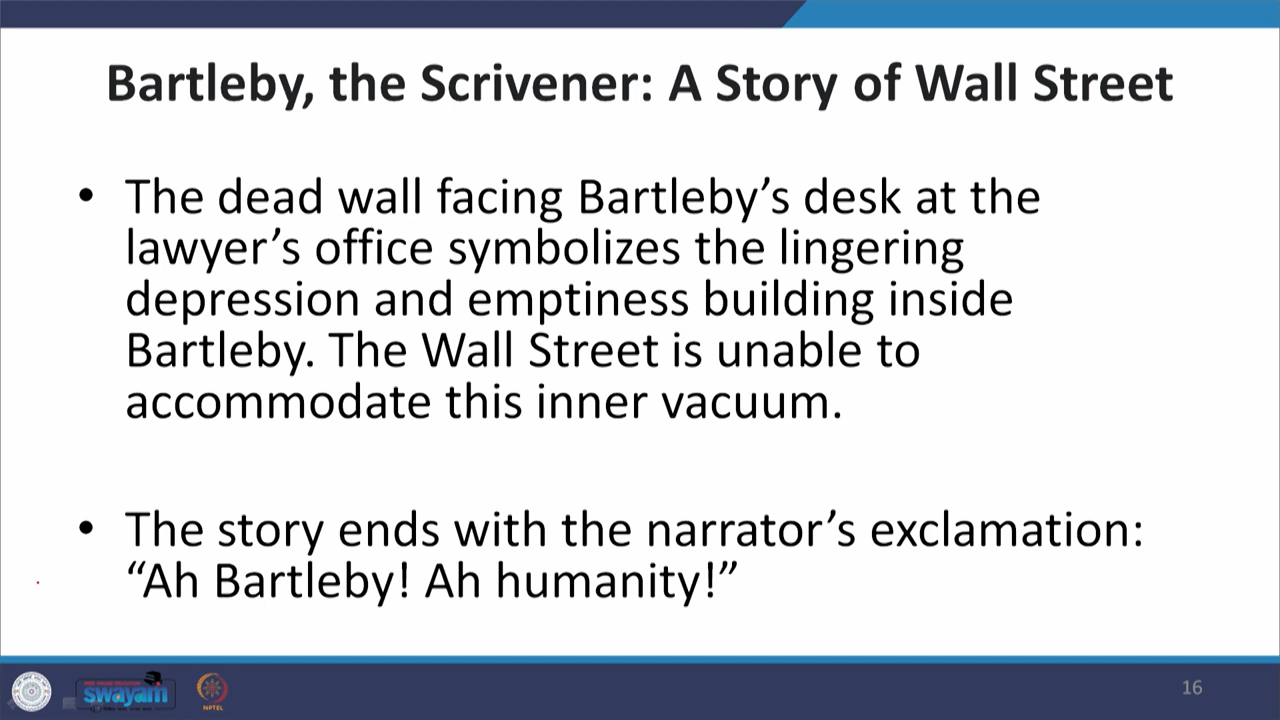 Bartleby, the Scrivener: A Story of Wall Street
• The dead wall facing Bartleby’s desk at the
lawyer’s office symbolizes the lingering
depression and emptiness building inside
Bartleby. The Wall Street is unable to
accommodate this inner vacuum.
• The story ends with the narrator’s exclamation:
“Ah Bartleby! Ah humanity!”
swayam
NPTEL
16